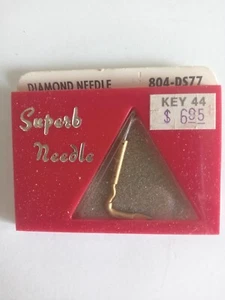 DIAMOND NEEDLE 804-DS77
KEY 44
$ 6.95
Superb
Needle